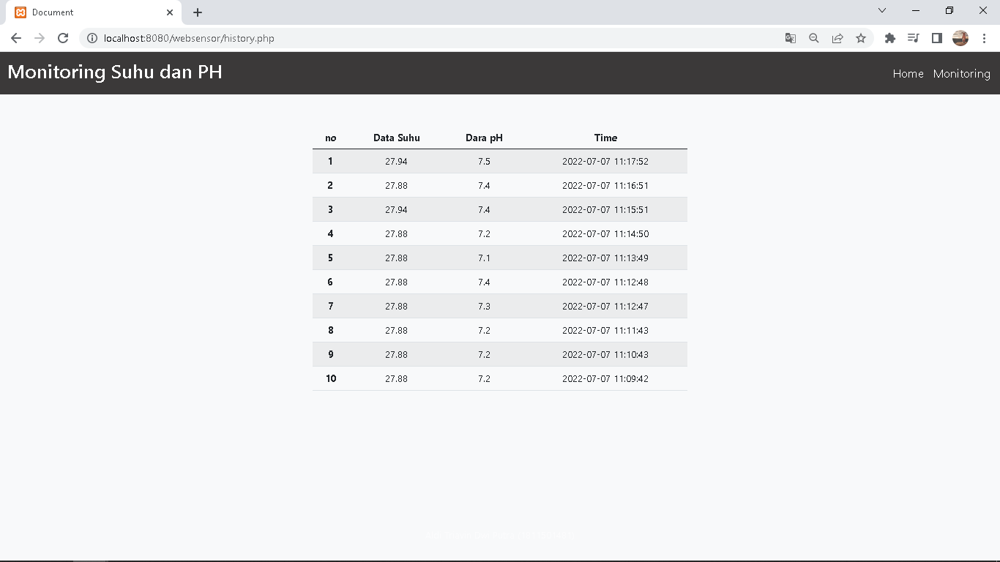 Document
localhost:8080/websensor/history.php
Monitoring Suhu dan PH
Home Monitoring
no Data Suhu Dara pH Time
1 27.94 7.5 2022-07-07 11:17:52
2 27.88 7.4 2022-07-07 11:16:51
3 27.94 7.4 2022-07-07 11:15:51
4 27.88 7.2 2022-07-07 11:14:50
5 27.88 7.1 2022-07-07 11:13:49
6 27.88 7.4 2022-07-07 11:12:48
7 27.88 7.3 2022-07-07 11:12:47
8 27.88 7.2 2022-07-07 11:11:43
9 27.88 7.2 2022-07-07 11:10:43
10 27.88 7.2 2022-07-07 11:09:42